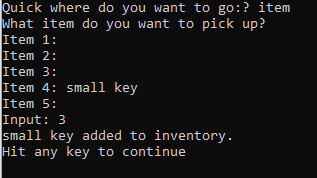 Quick where do you want to go:? item
What item do you want to pick up?
Item 1:
Item 2:
Item 3:
Item 4: small key
Item 5:
Input: 3
small key added to inventory.
Hit any key to continue